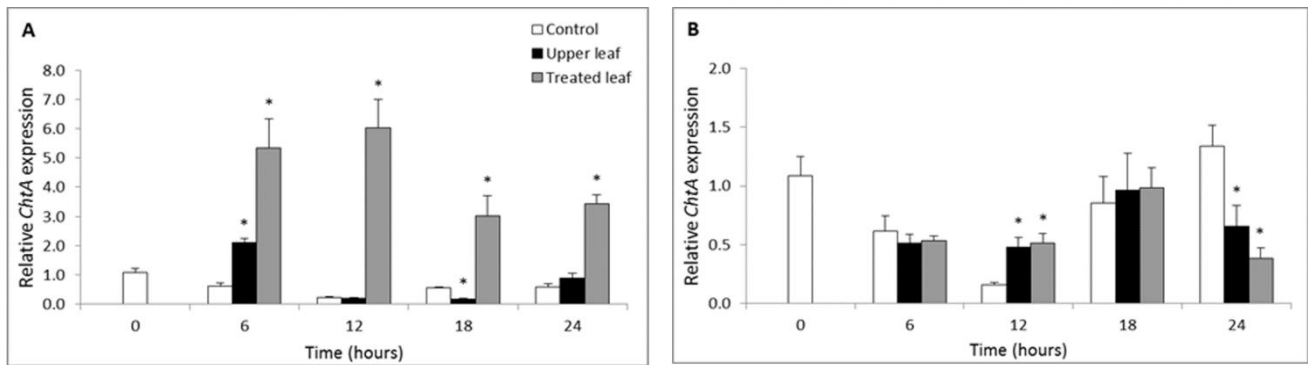 A
Control
Upper leaf
Treated leaf
Relative ChtA expression
8.0
7.0
6.0
5.0
4.0
3.0
2.0
1.0
0.0
* * * * * *
0 6 12 18 24
Time (hours)
B
Relative ChtA expression
2.0
1.5
1.0
0.5
0.0
* * * *
0 6 12 18 24
Time (hours)